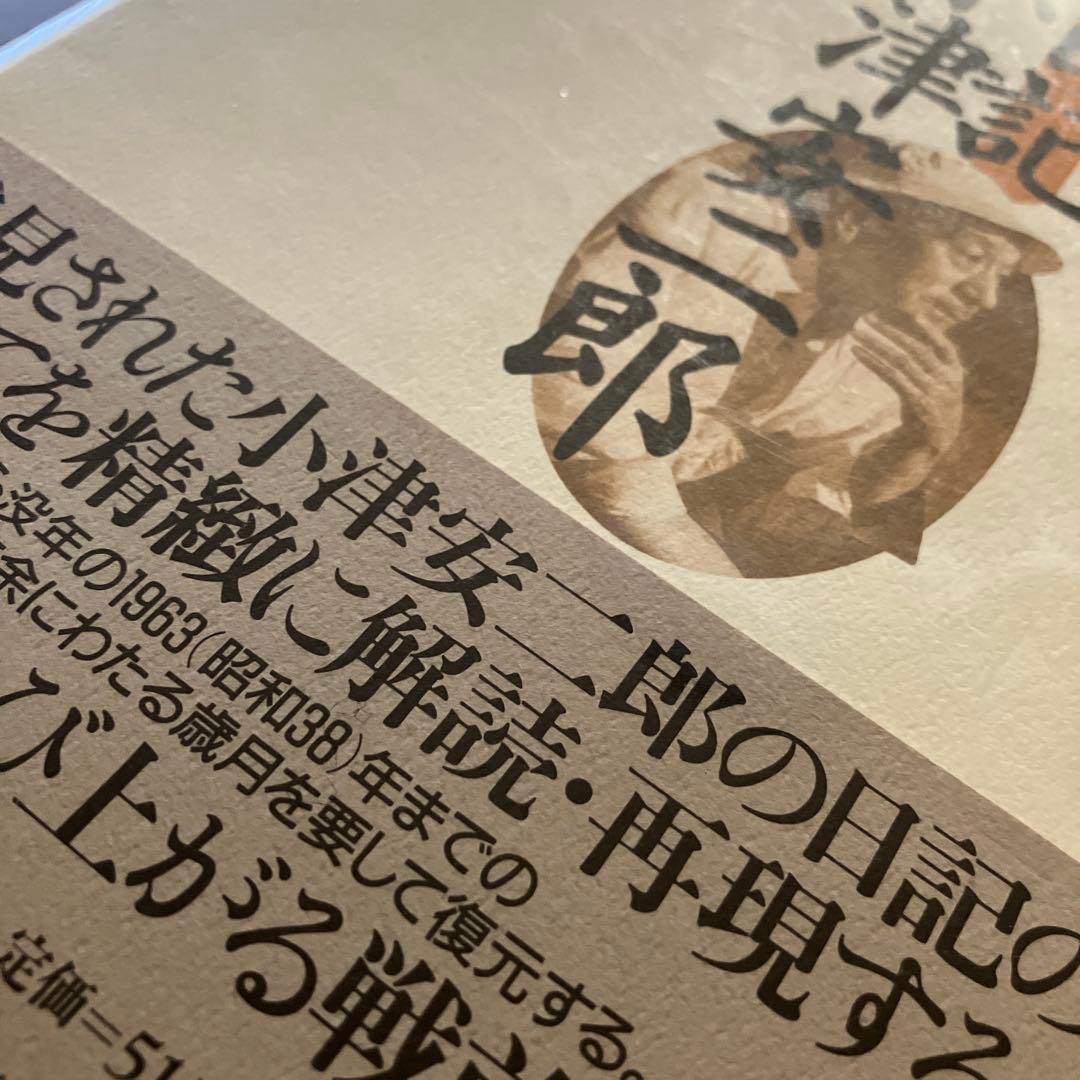 記
津安二郎
見された小津安二郎の日記の
てを精緻に解読・再現する
没年の1963(昭和38)年までの
余にわたる歳月を要して復元する。
び上がる戦
定価=51